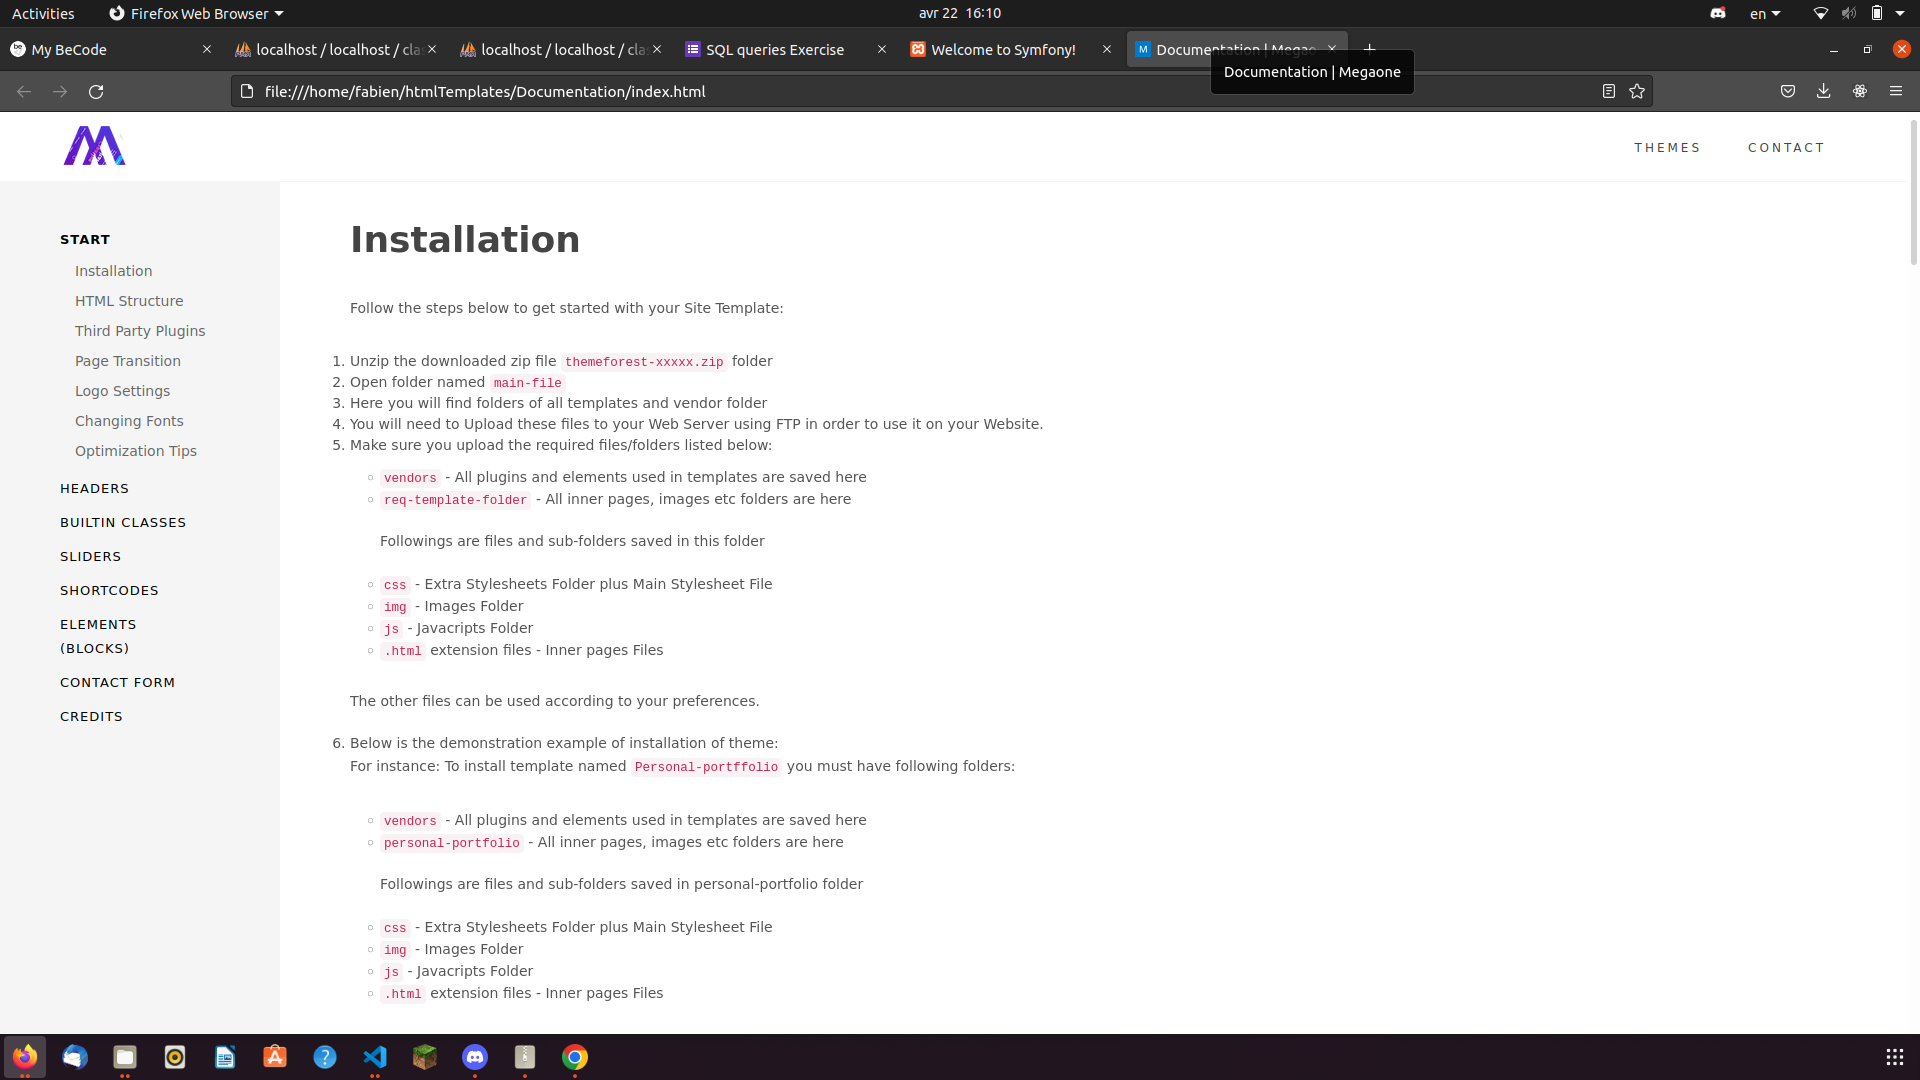 Activities
Firefox Web Browser
avr 22 16:10
en
My BeCode
localhost / localhost / cla
localhost / localhost / cla
SQL queries Exercise
Welcome to Symfony!
Documentation | Megao
Documentation | Megaone
file:///home/fabien/htmlTemplates/Documentation/index.html
THEMES
CONTACT
START
Installation
HTML Structure
Third Party Plugins
Page Transition
Logo Settings
Changing Fonts
Optimization Tips
HEADERS
BUILTIN CLASSES
SLIDERS
SHORTCODES
ELEMENTS
(BLOCKS)
CONTACT FORM
CREDITS
Installation
Follow the steps below to get started with your Site Template:
1. Unzip the downloaded zip file themeforest-xxxxx.zip folder
2. Open folder named main-file
3. Here you will find folders of all templates and vendor folder
4. You will need to Upload these files to your Web Server using FTP in order to use it on your Website.
5. Make sure you upload the required files/folders listed below:
vendors - All plugins and elements used in templates are saved here
req-template-folder - All inner pages, images etc folders are here
Followings are files and sub-folders saved in this folder
css - Extra Stylesheets Folder plus Main Stylesheet File
img - Images Folder
js - Javacripts Folder
.html extension files - Inner pages Files
The other files can be used according to your preferences.
6. Below is the demonstration example of installation of theme:
For instance: To install template named Personal-portffolio you must have following folders:
vendors - All plugins and elements used in templates are saved here
personal-portfolio - All inner pages, images etc folders are here
Followings are files and sub-folders saved in personal-portfolio folder
css - Extra Stylesheets Folder plus Main Stylesheet File
img - Images Folder
js - Javacripts Folder
.html extension files - Inner pages Files